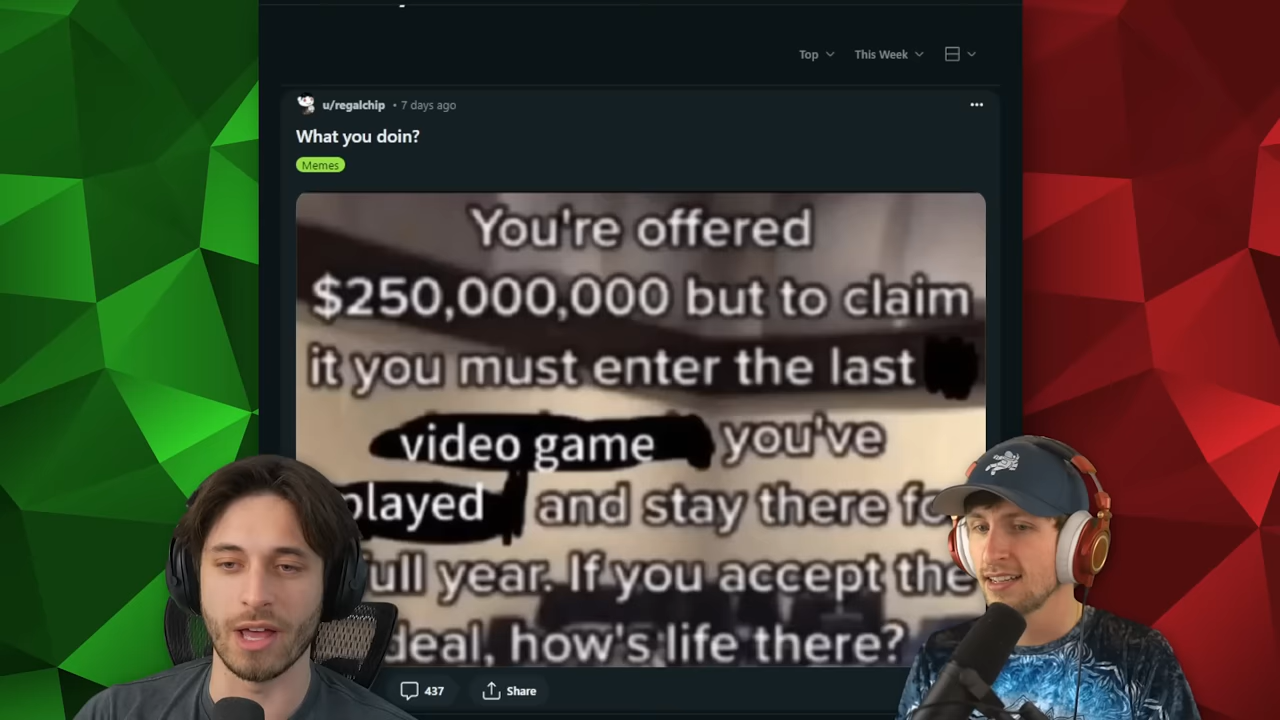 Top This Week
u/regalchip • 7 days ago
What you doin?
Memes
You're offered
$250,000,000 but to claim
it you must enter the last
video game you've
played and stay there
full year. If you accept the
deal, how's life there?
437 Share